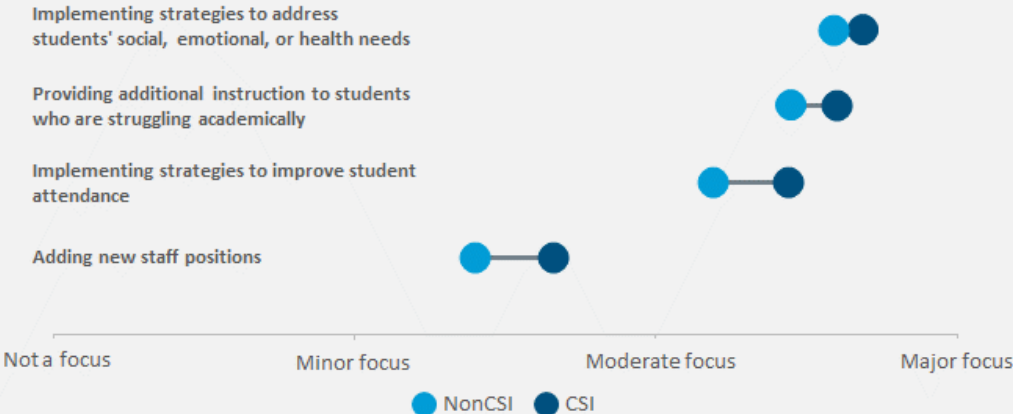 Implementing strategies to address
students' social, emotional, or health needs
Providing additional instruction to students
who are struggling academically
Implementing strategies to improve student
attendance
Adding new staff positions
Not a focus
Minor focus
Moderate focus
Major focus
NonCSI
CSI